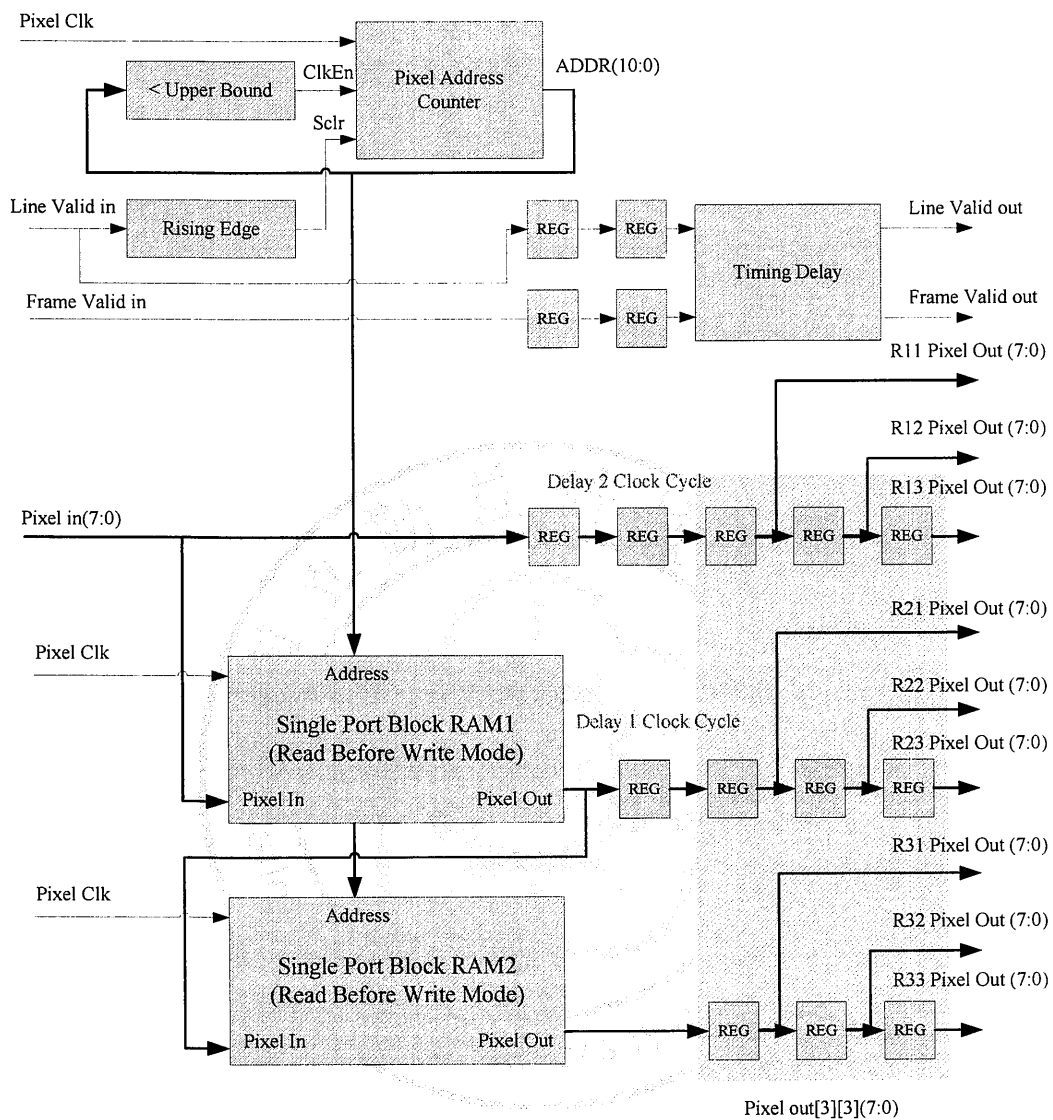 Pixel Clk
ClkEn
< Upper Bound
Pixel Address
Counter
ADDR(10:0)
Sclr
Line Valid in
Rising Edge
REG
REG
Line Valid out
Timing Delay
Frame Valid in
REG
REG
Frame Valid out
R11 Pixel Out (7:0)
R12 Pixel Out (7:0)
Delay 2 Clock Cycle
R13 Pixel Out (7:0)
Pixel in(7:0)
REG
REG
REG
REG
REG
R21 Pixel Out (7:0)
Pixel Clk
Address
R22 Pixel Out (7:0)
Single Port Block RAM1
(Read Before Write Mode)
Delay 1 Clock Cycle
R23 Pixel Out (7:0)
Pixel In
Pixel Out
REG
REG
REG
REG
R31 Pixel Out (7:0)
Pixel Clk
Address
R32 Pixel Out (7:0)
Single Port Block RAM2
(Read Before Write Mode)
R33 Pixel Out (7:0)
Pixel In
Pixel Out
REG
REG
REG
Pixel out[3][3](7:0)